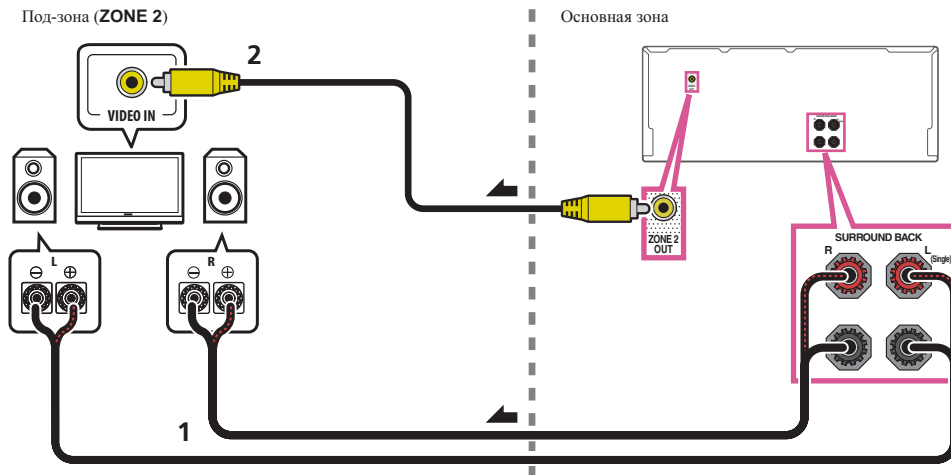 Под-зона (ZONE 2)
Основная зона
2
VIDEO IN
ZONE 2
OUT
SURROUND BACK
R
L
(Single)
L
⊖ ⊕
R
⊖ ⊕
1